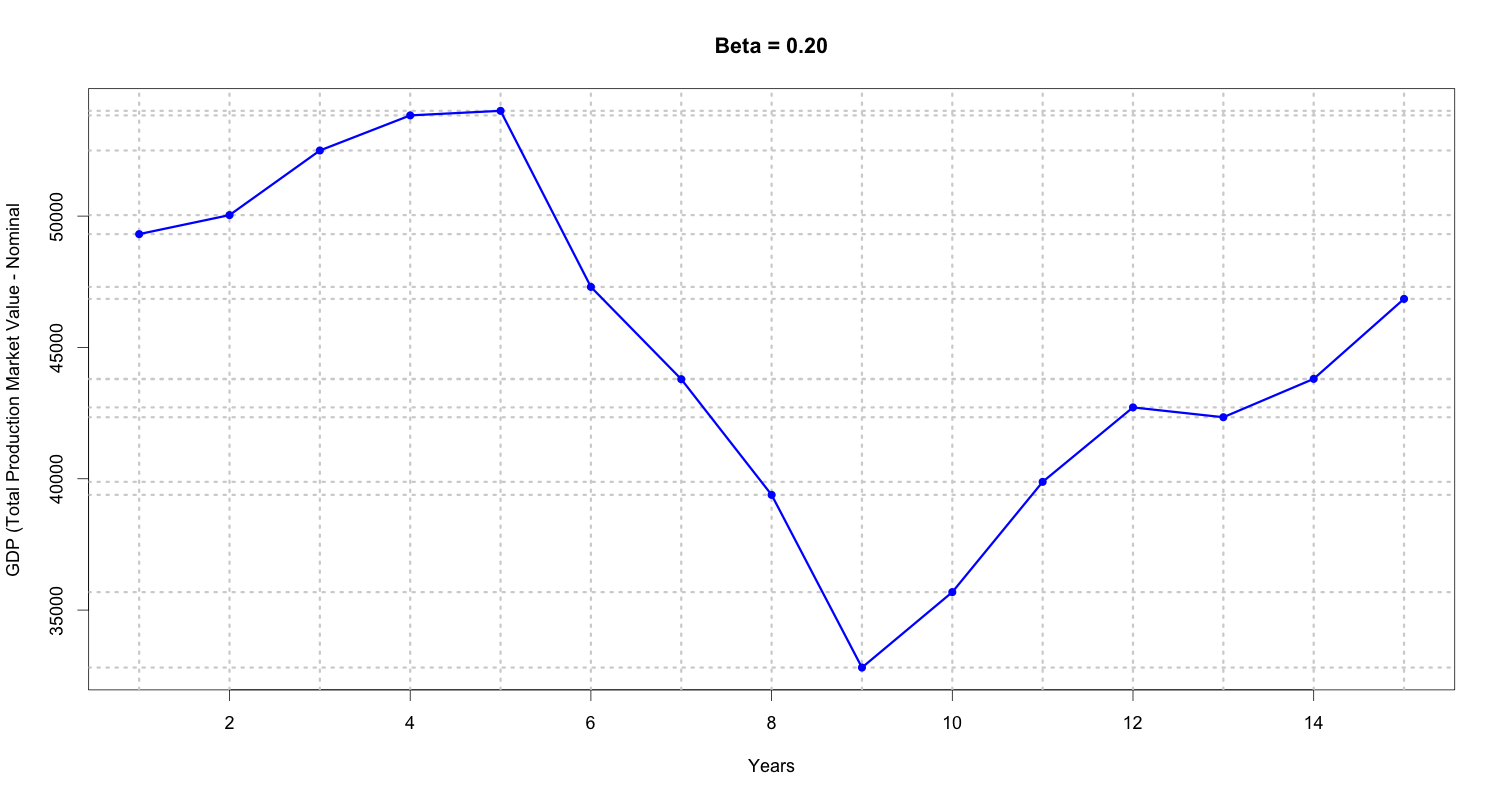 Beta = 0.20
GDP (Total Production Market Value - Nominal
50000
45000
40000
35000
2 4 6 8 10 12 14
Years